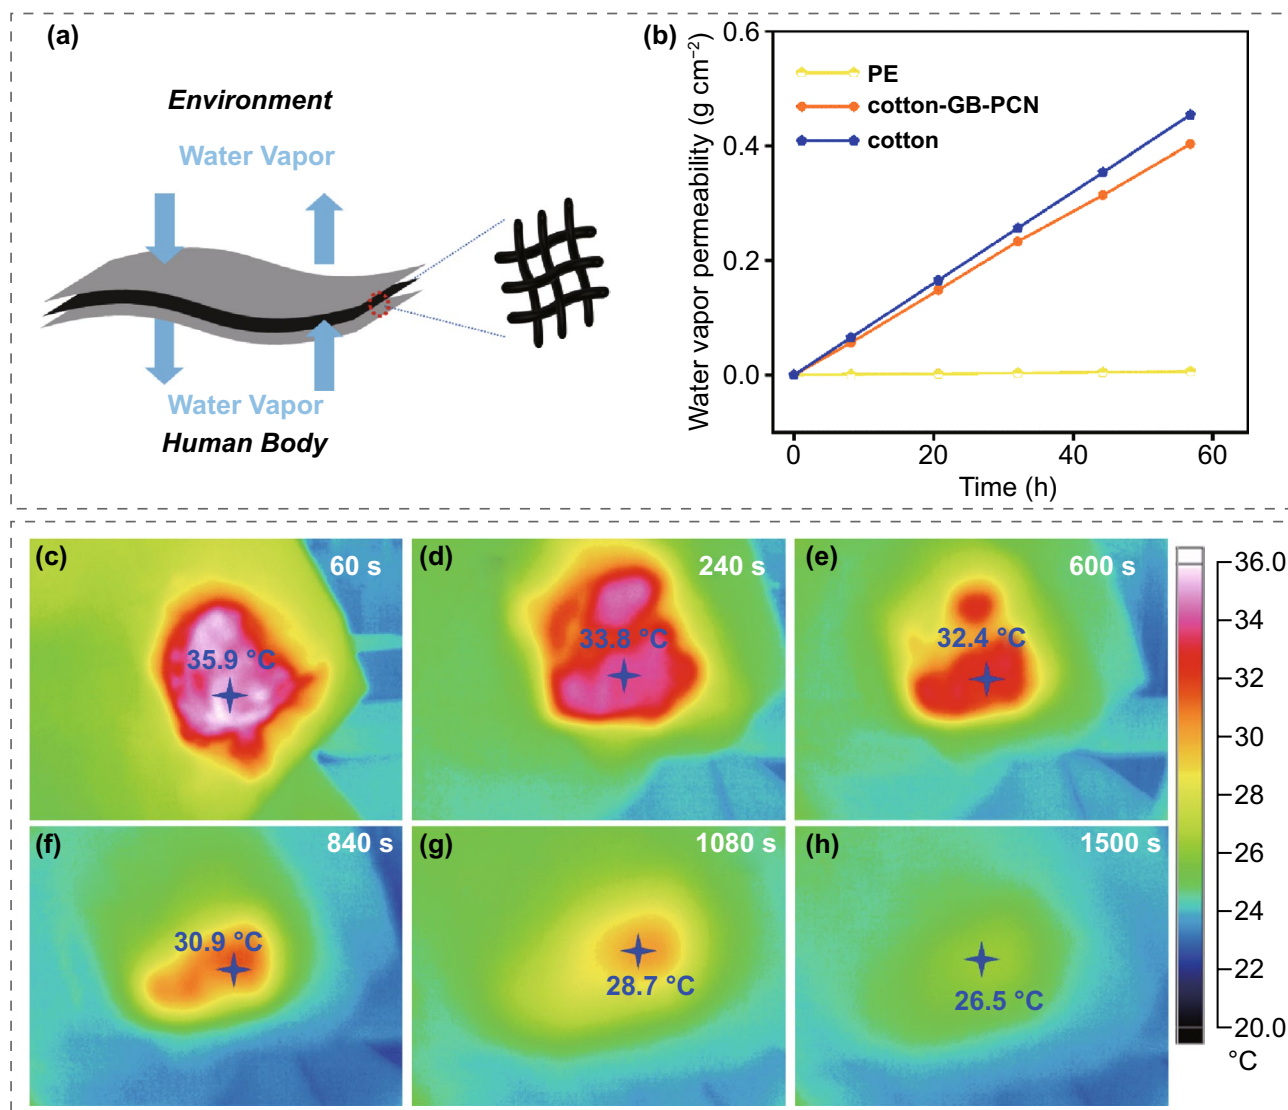 (a)
Environment
Water Vapor
Water Vapor
Human Body
(b)
Water vapor permeability (g cm⁻²)
0.6
0.4
0.2
0.0
PE
cotton-GB-PCN
cotton
0
20
40
60
Time (h)
(c)
60 s
35.9 °C
(d)
240 s
33.8 °C
(e)
600 s
32.4 °C
(f)
840 s
30.9 °C
(g)
1080 s
28.7 °C
(h)
1500 s
26.5 °C
36.0
34
32
30
28
26
24
22
20.0
°C